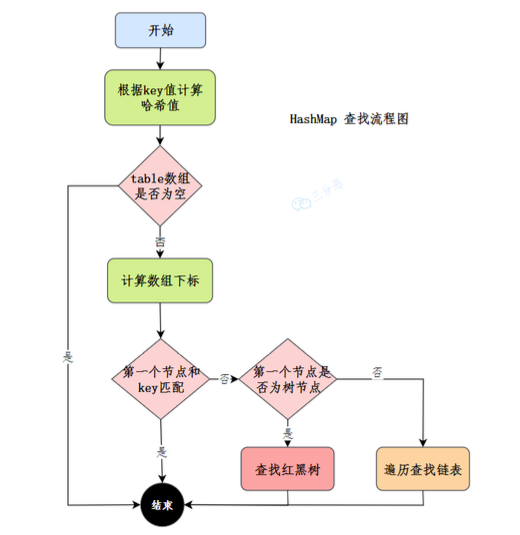 开始
根据key值计算
哈希值
HashMap 查找流程图
table数组
是否为空
三分恶
否
计算数组下标
是
第一个节点和
key匹配
否
第一个节点是
否为树节点
否
是
是
查找红黑树
遍历查找链表
结束